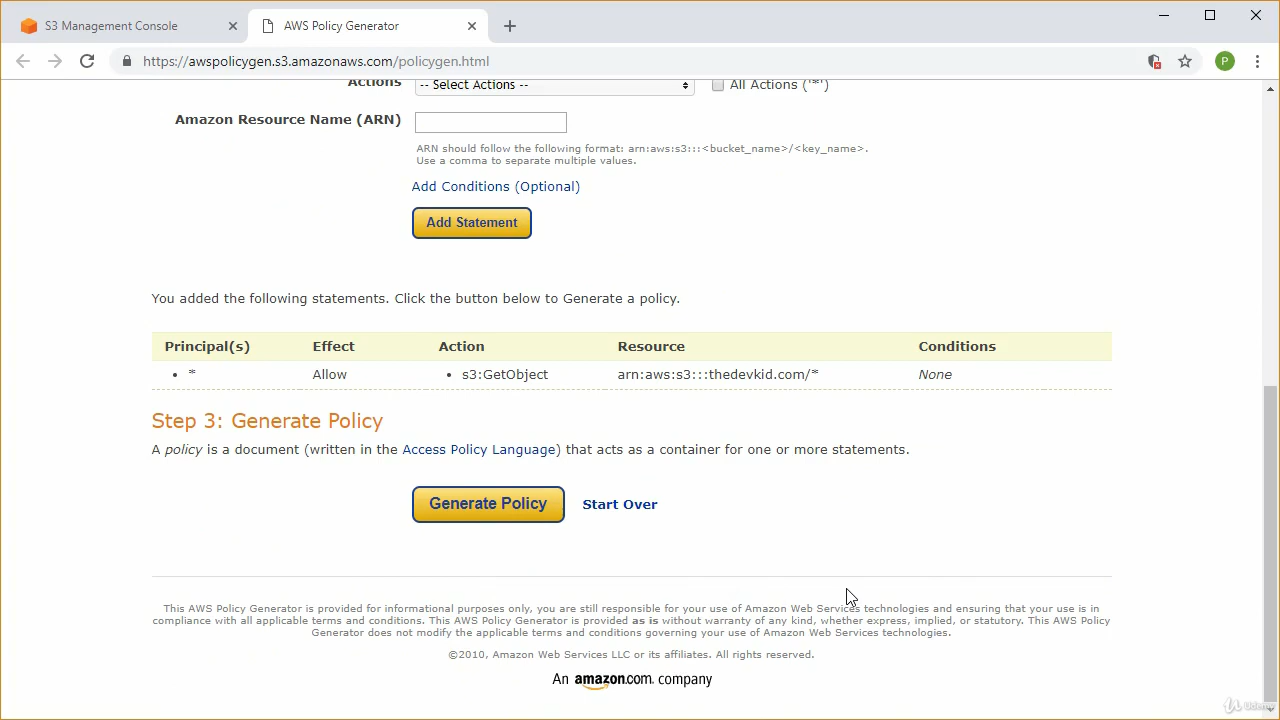 S3 Management Console
AWS Policy Generator
https://awspolicygen.s3.amazonaws.com/policygen.html
P
Actions
-- Select Actions --
All Actions ('*')
Amazon Resource Name (ARN)
ARN should follow the following format: arn:aws:s3:::<bucket_name>/<key_name>.
Use a comma to separate multiple values.
Add Conditions (Optional)
Add Statement
You added the following statements. Click the button below to Generate a policy.
Principal(s) Effect Action Resource Conditions
• * Allow • s3:GetObject arn:aws:s3:::thedevkid.com/* None
Step 3: Generate Policy
A policy is a document (written in the Access Policy Language) that acts as a container for one or more statements.
Generate Policy
Start Over
This AWS Policy Generator is provided for informational purposes only, you are still responsible for your use of Amazon Web Services technologies and ensuring that your use is in
compliance with all applicable terms and conditions. This AWS Policy Generator is provided as is without warranty of any kind, whether express, implied, or statutory. This AWS Policy
Generator does not modify the applicable terms and conditions governing your use of Amazon Web Services technologies.
©2010, Amazon Web Services LLC or its affiliates. All rights reserved.
An amazon.com. company
Udemy